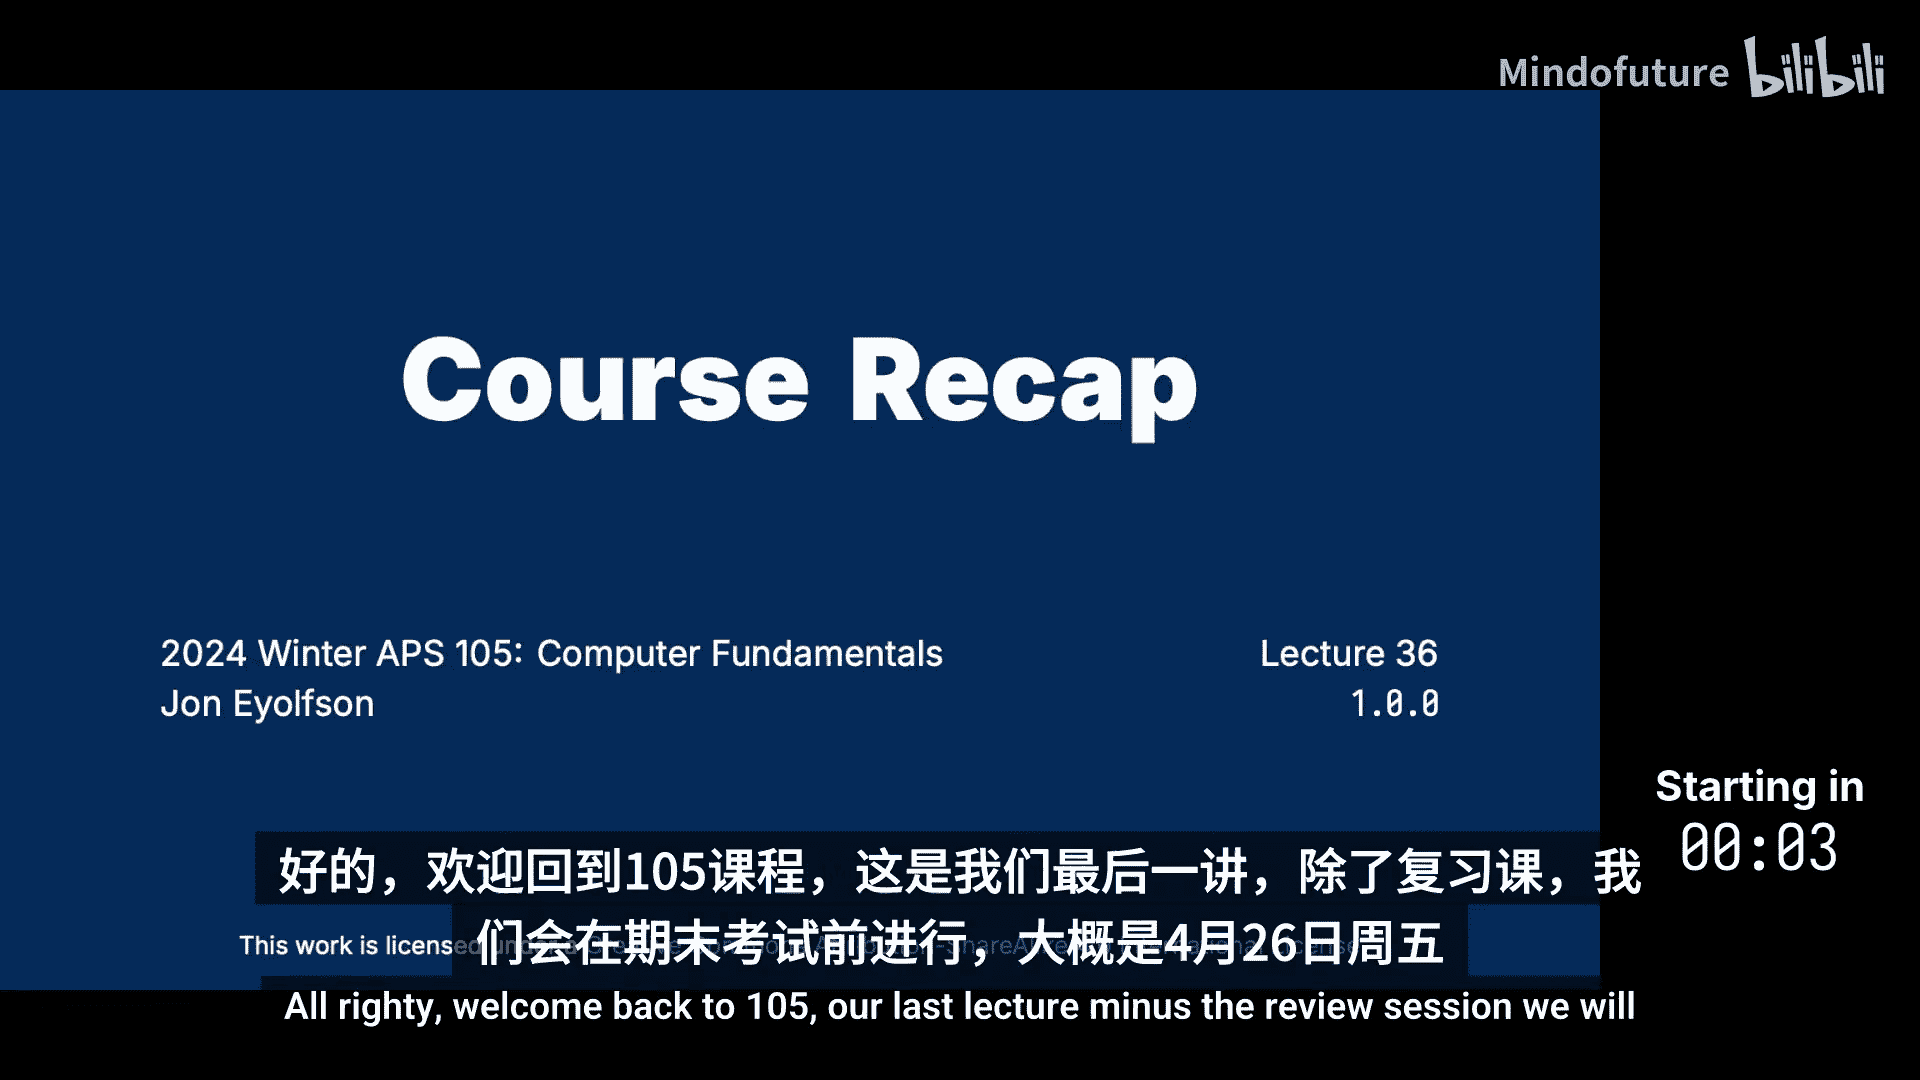 Mindofuture bilibili
Course Recap
2024 Winter APS 105: Computer Fundamentals
Lecture 36
Jon Eyolfson
1.0.0
Starting in
00:03
好的，欢迎回到105课程，这是我们最后一讲，除了复习课，我
们会在期末考试前进行，大概是4月26日周五
This work is licensed under a
All righty, welcome back to 105, our last lecture minus the review session we will